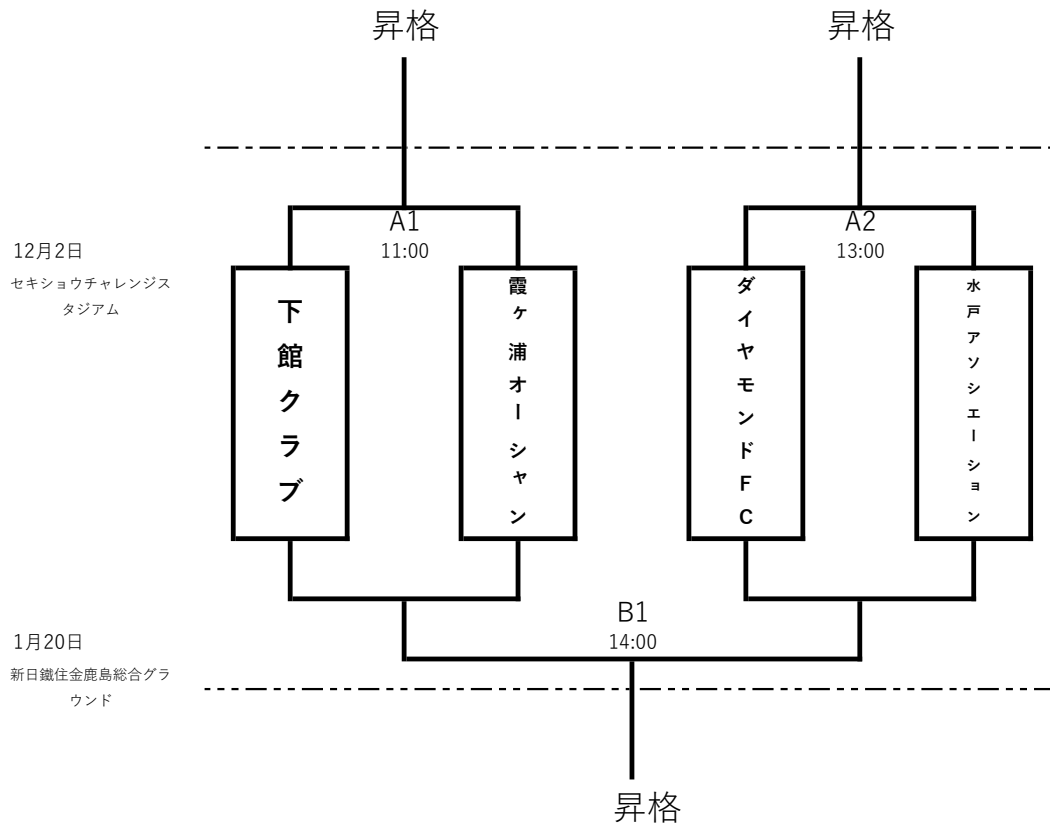 昇格
昇格
A1
11:00
A2
13:00
12月2日
セキショウチャレンジス
タジアム
下館クラブ
霞ヶ浦オーシャン
ダイヤモンドFC
水戸アソシエーション
B1
14:00
1月20日
新日鐵住金鹿島総合グラ
ウンド
昇格